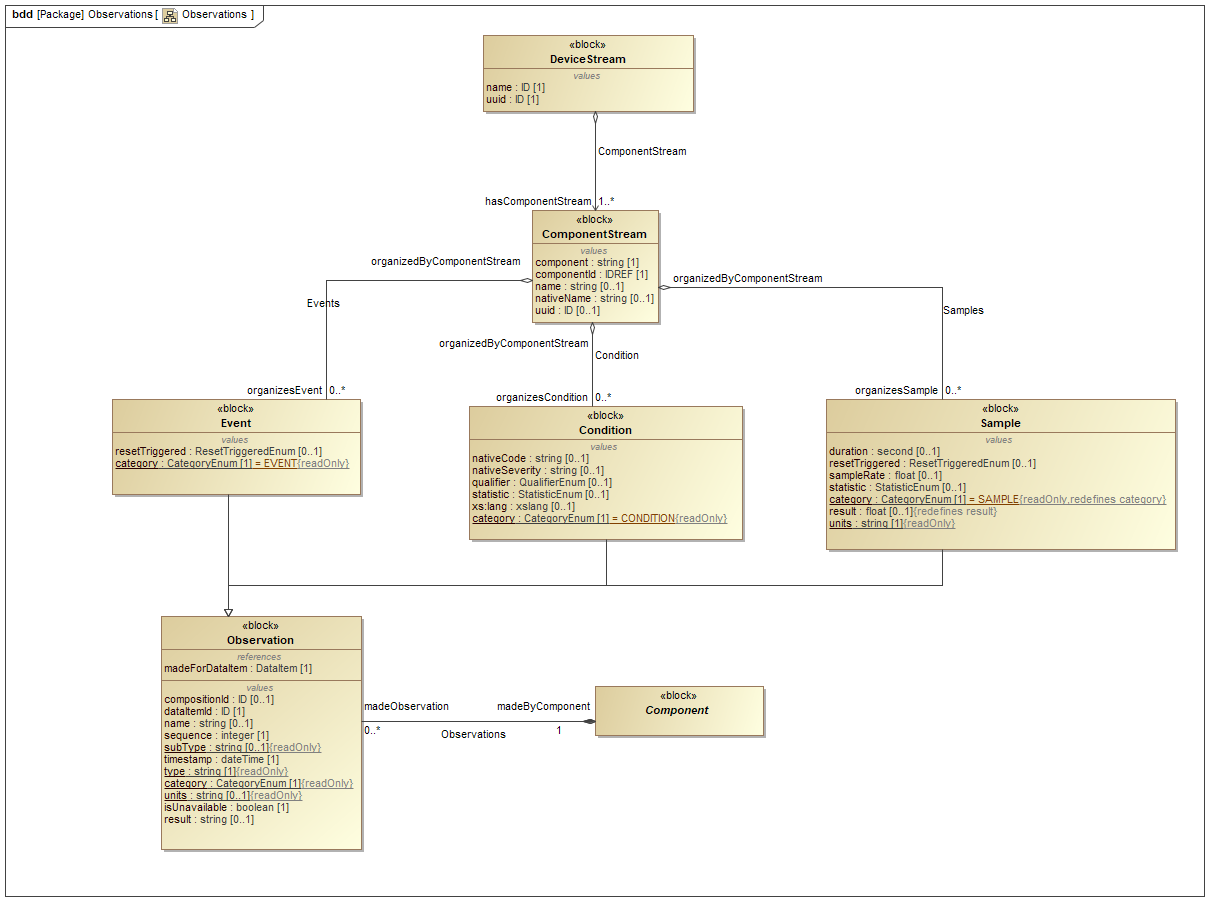 bdd [Package] Observations [ Observations ]
«block»
DeviceStream
values
name : ID [1]
uuid : ID [1]
ComponentStream
hasComponentStream 1..*
«block»
ComponentStream
values
component : string [1]
componentId : IDREF [1]
name : string [0..1]
nativeName : string [0..1]
uuid : ID [0..1]
organizedByComponentStream
Events
organizedByComponentStream
Condition
organizedByComponentStream
Samples
organizesEvent 0..*
«block»
Event
values
resetTriggered : ResetTriggeredEnum [0..1]
category : CategoryEnum [1] = EVENT{readOnly}
organizesCondition 0..*
«block»
Condition
values
nativeCode : string [0..1]
nativeSeverity : string [0..1]
qualifier : QualifierEnum [0..1]
statistic : StatisticEnum [0..1]
xs:lang : xslang [0..1]
category : CategoryEnum [1] = CONDITION{readOnly}
organizesSample 0..*
«block»
Sample
values
duration : second [0..1]
resetTriggered : ResetTriggeredEnum [0..1]
sampleRate : float [0..1]
statistic : StatisticEnum [0..1]
category : CategoryEnum [1] = SAMPLE{readOnly,redefines category}
result : float [0..1]{redefines result}
units : string [1]{readOnly}
«block»
Observation
references
madeForDataItem : DataItem [1]
values
compositionId : ID [0..1]
dataItemId : ID [1]
name : string [0..1]
sequence : integer [1]
subType : string [0..1]{readOnly}
timestamp : dateTime [1]
type : string [1]{readOnly}
category : CategoryEnum [1]{readOnly}
units : string [0..1]{readOnly}
isUnavailable : boolean [1]
result : string [0..1]
madeObservation
0..*
Observations
madeByComponent
1
«block»
Component